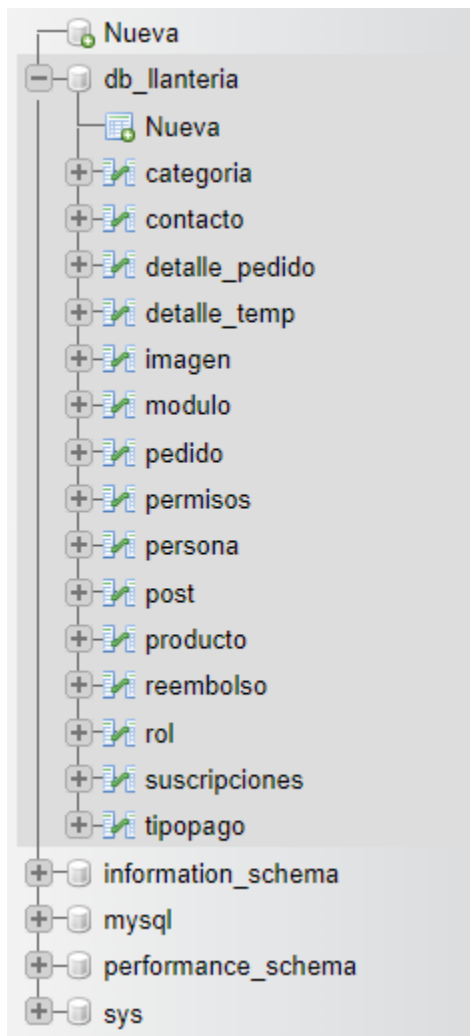 Nueva
db_llanteria
Nueva
categoria
contacto
detalle_pedido
detalle_temp
imagen
modulo
pedido
permisos
persona
post
producto
reembolso
rol
suscripciones
tipopago
information_schema
mysql
performance_schema
sys